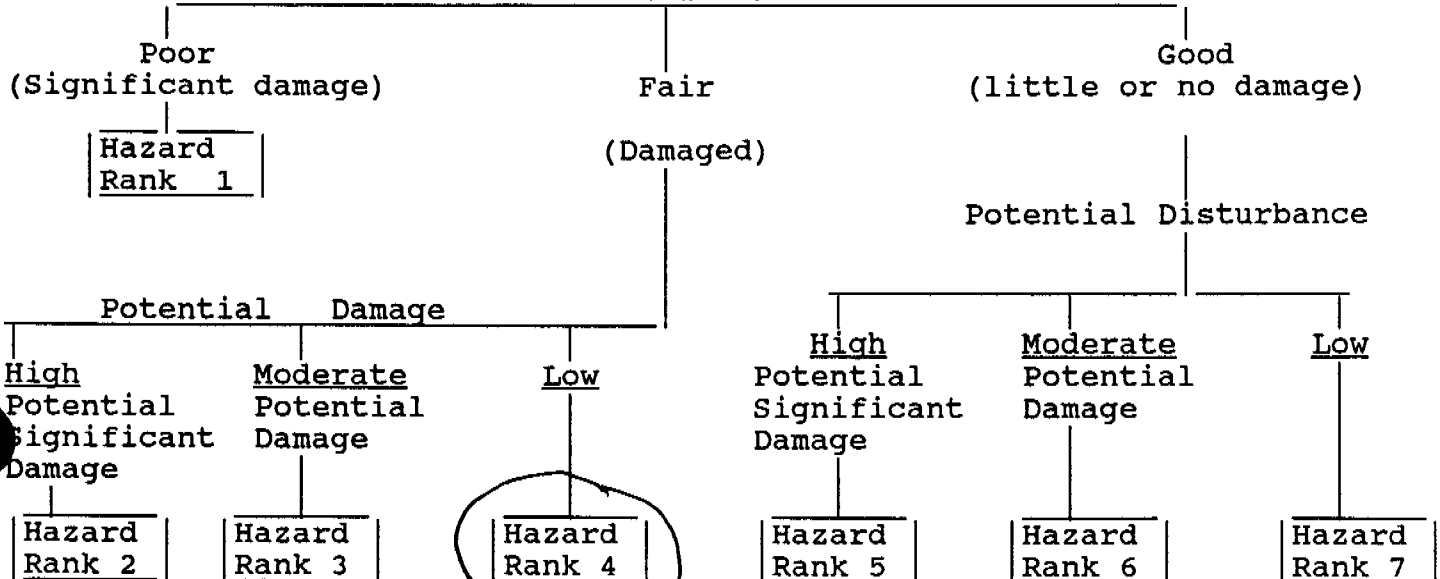 Poor
(Significant damage)
Hazard
Rank 1
Fair
(Damaged)
Good
(little or no damage)
Potential Disturbance
Potential Damage
High
Potential
Significant
Damage
Hazard
Rank 2
Moderate
Potential
Damage
Hazard
Rank 3
Low
Hazard
Rank 4
High
Potential
Significant
Damage
Hazard
Rank 5
Moderate
Potential
Damage
Hazard
Rank 6
Low
Hazard
Rank 7